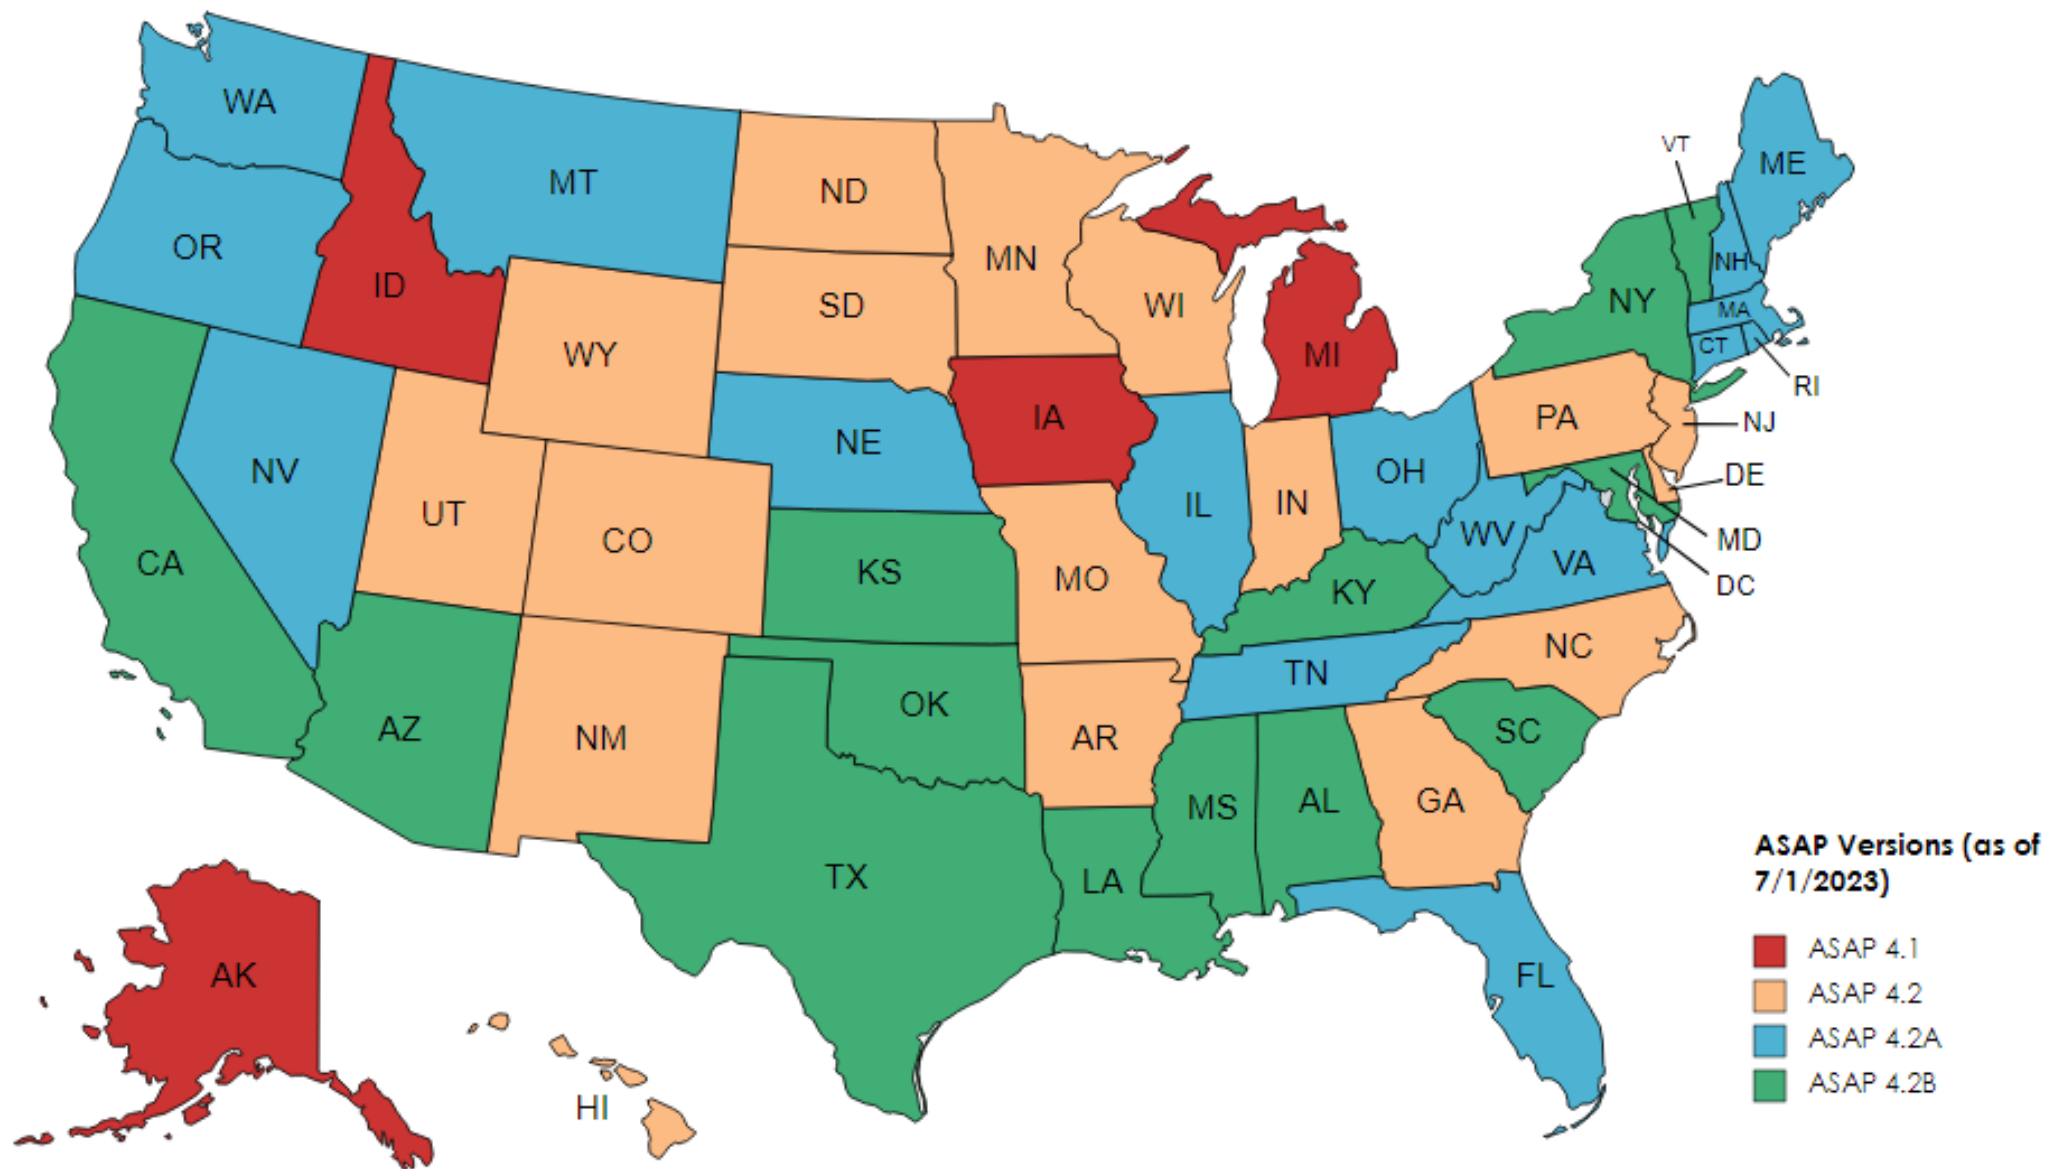 WA
MT
ND
MN
VT
ME
OR
ID
SD
WI
MI
NY
NH
MA
CT
RI
WY
IA
NE
PA
NJ
NV
UT
CO
IL
IN
OH
WV
VA
DE
MD
DC
CA
KS
MO
KY
NC
TN
AZ
NM
OK
AR
SC
MS
AL
GA
TX
LA
FL
AK
HI
ASAP Versions (as of
7/1/2023)
ASAP 4.1
ASAP 4.2
ASAP 4.2A
ASAP 4.2B